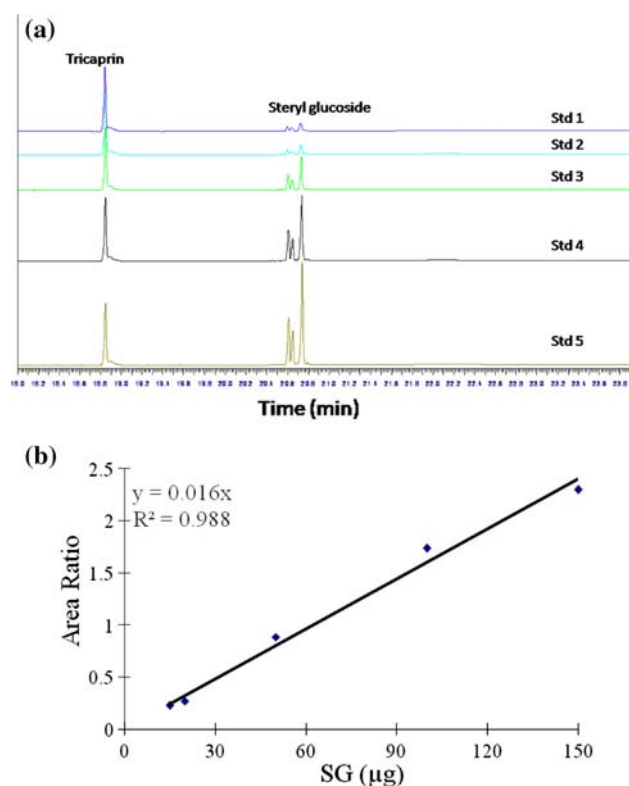 (a)
Tricaprin
Steryl glucoside
Std 1
Std 2
Std 3
Std 4
Std 5
Time (min)
(b)
2.5
y = 0.016x
R² = 0.988
2
1.5
1
0.5
0
Area Ratio
0 30 60 90 120 150
SG (µg)